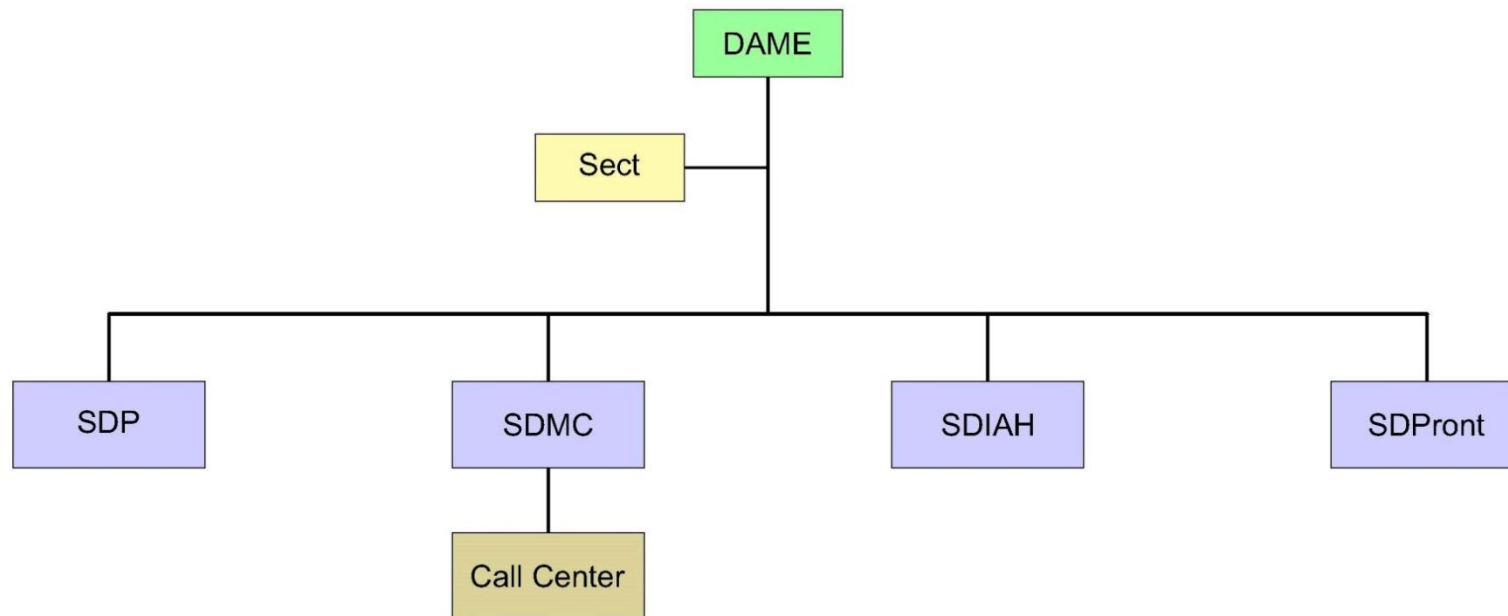 DAME
Sect
SDP
SDMC
SDIAH
SDPront
Call Center